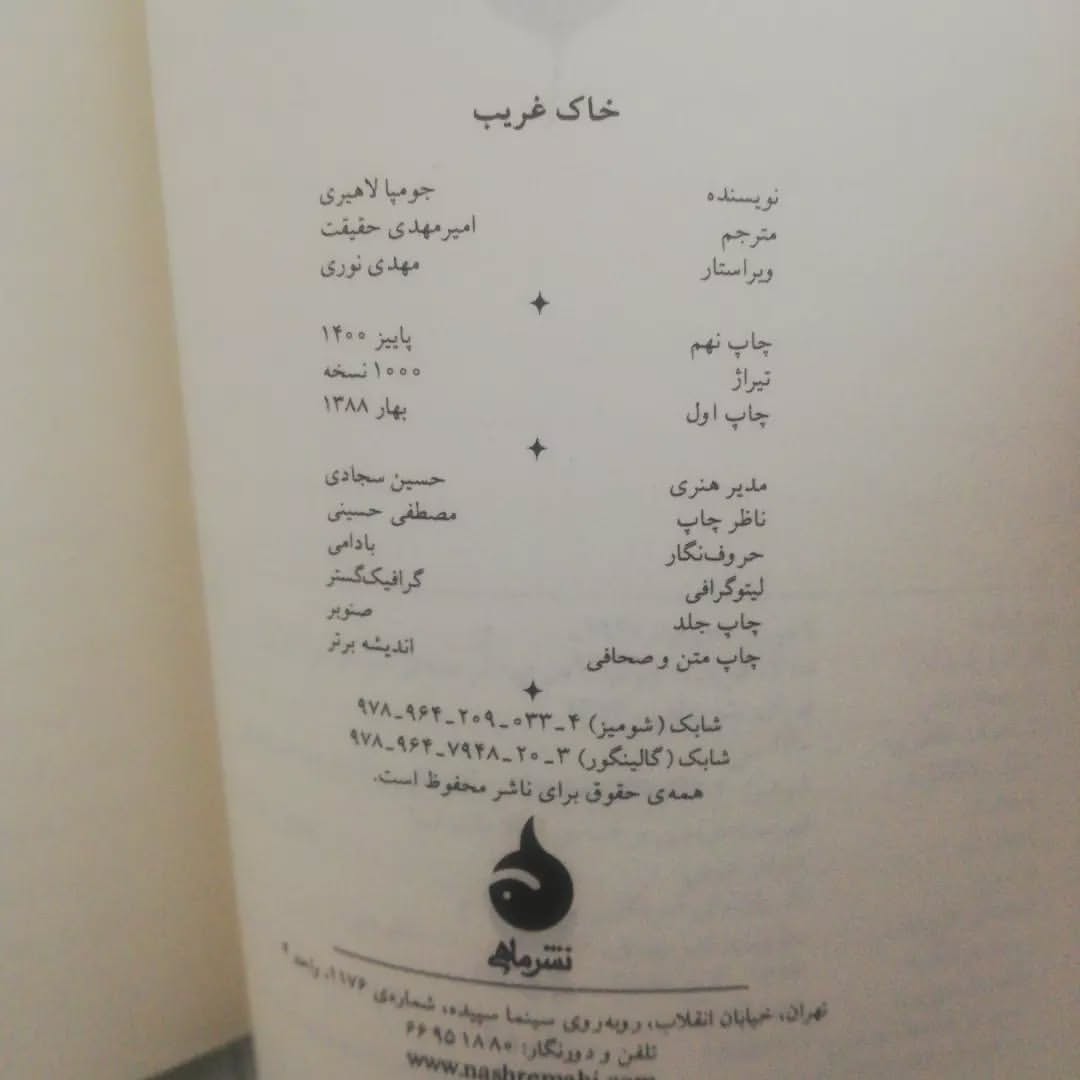 خاک غریب
نویسنده جومپا لاهیری
مترجم امیرمهدی حقیقت
ویراستار مهدی نوری
چاپ نهم پاییز ۱۴۰۰
تیراژ ۱۰۰۰ نسخه
چاپ اول بهار ۱۳۸۸
مدیر هنری حسین سجادی
ناظر چاپ مصطفی حسینی
حروف‌نگار بادامی
لیتوگرافی گرافیک‌گستر
چاپ جلد صنوبر
چاپ متن و صحافی اندیشه برتر
شابک (شومیز) ۴_۰۳۳_۲۰۹_۹۶۴_۹۷۸
شابک (گالینگور) ۳_۲۰_۷۹۴۸_۹۶۴_۹۷۸
همه‌ی حقوق برای ناشر محفوظ است.
نشر ماهی
تهران، خیابان انقلاب، روبه‌روی سینما سپیده، شماره‌ی ۱۱۷۶، واحد ۴
تلفن و دورنگار: ۶۶۹۵۱۸۸۰
www.nashremahi.com